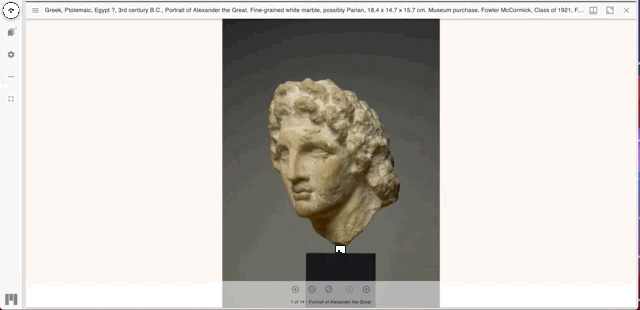 Greek, Ptolemaic, Egypt ?, 3rd century B.C., Portrait of Alexander the Great. Fine-grained white marble, possibly Parian, 18.4 x 14.7 x 15.7 cm. Museum purchase, Fowler McCormick, Class of 1921, F...
1 of 14 • Portrait of Alexander the Great